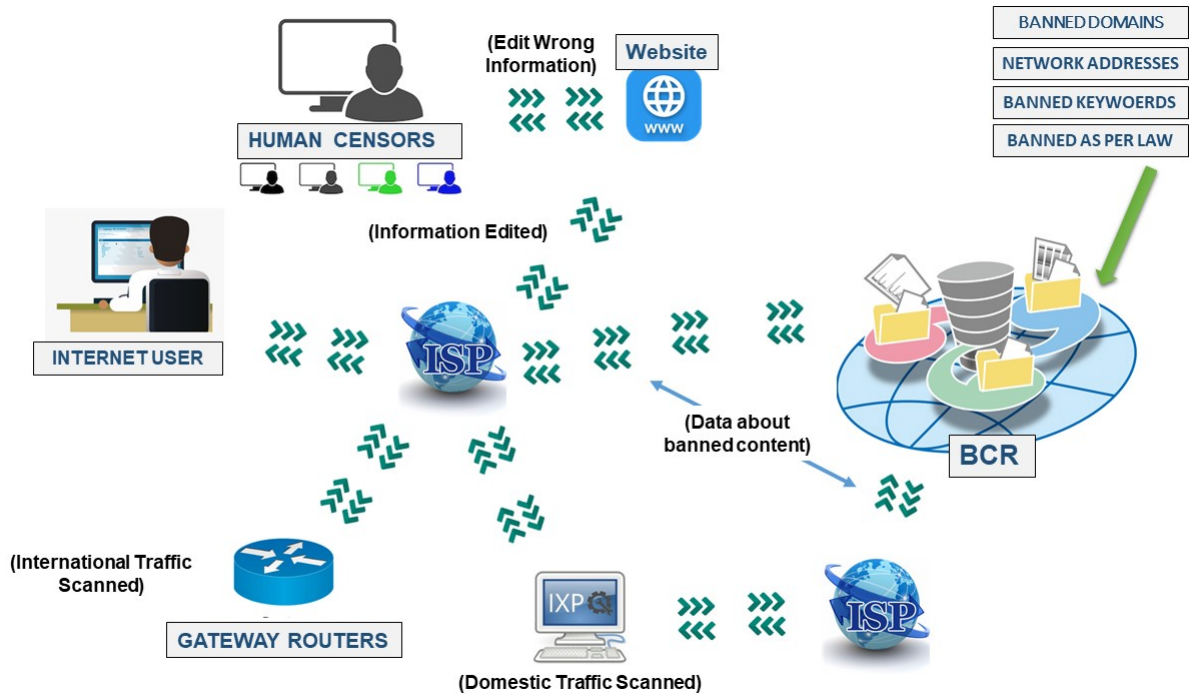 BANNED DOMAINS
NETWORK ADDRESSES
BANNED KEYWOERDS
BANNED AS PER LAW
(Edit Wrong
Information)
Website
www
HUMAN CENSORS
(Information Edited)
INTERNET USER
ISP
(Data about
banned content)
BCR
(International Traffic
Scanned)
GATEWAY ROUTERS
IXP
ISP
(Domestic Traffic Scanned)